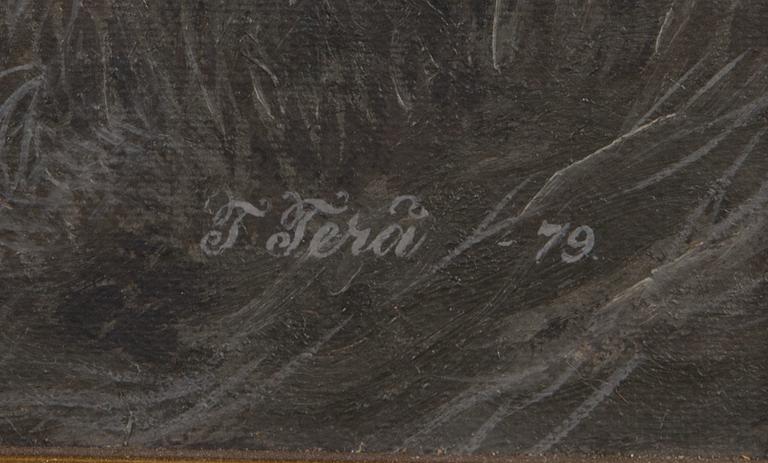 T. Terä - 79.